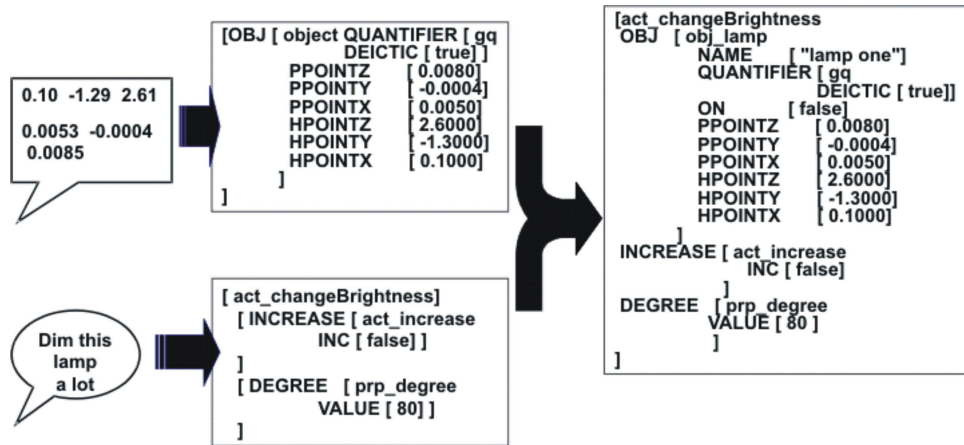 0.10 -1.29 2.61
0.0053 -0.0004
0.0085
[OBJ [ object QUANTIFIER [ gq
DEICTIC [ true] ]
PPOINTZ [ 0.0080]
PPOINTY [ -0.0004]
PPOINTX [ 0.0050]
HPOINTZ [ 2.6000]
HPOINTY [ -1.3000]
HPOINTX [ 0.1000]
]
]
Dim this
lamp
a lot
[ act_changeBrightness]
[ INCREASE [ act_increase
INC [ false] ]
]
[ DEGREE [ prp_degree
VALUE [ 80] ]
]
[act_changeBrightness
OBJ [ obj_lamp
NAME [ "lamp one"]
QUANTIFIER [ gq
DEICTIC [ true]]
ON [ false]
PPOINTZ [ 0.0080]
PPOINTY [ -0.0004]
PPOINTX [ 0.0050]
HPOINTZ [ 2.6000]
HPOINTY [ -1.3000]
HPOINTX [ 0.1000]
]
INCREASE [ act_increase
INC [ false]
]
DEGREE [ prp_degree
VALUE [ 80 ]
]
]